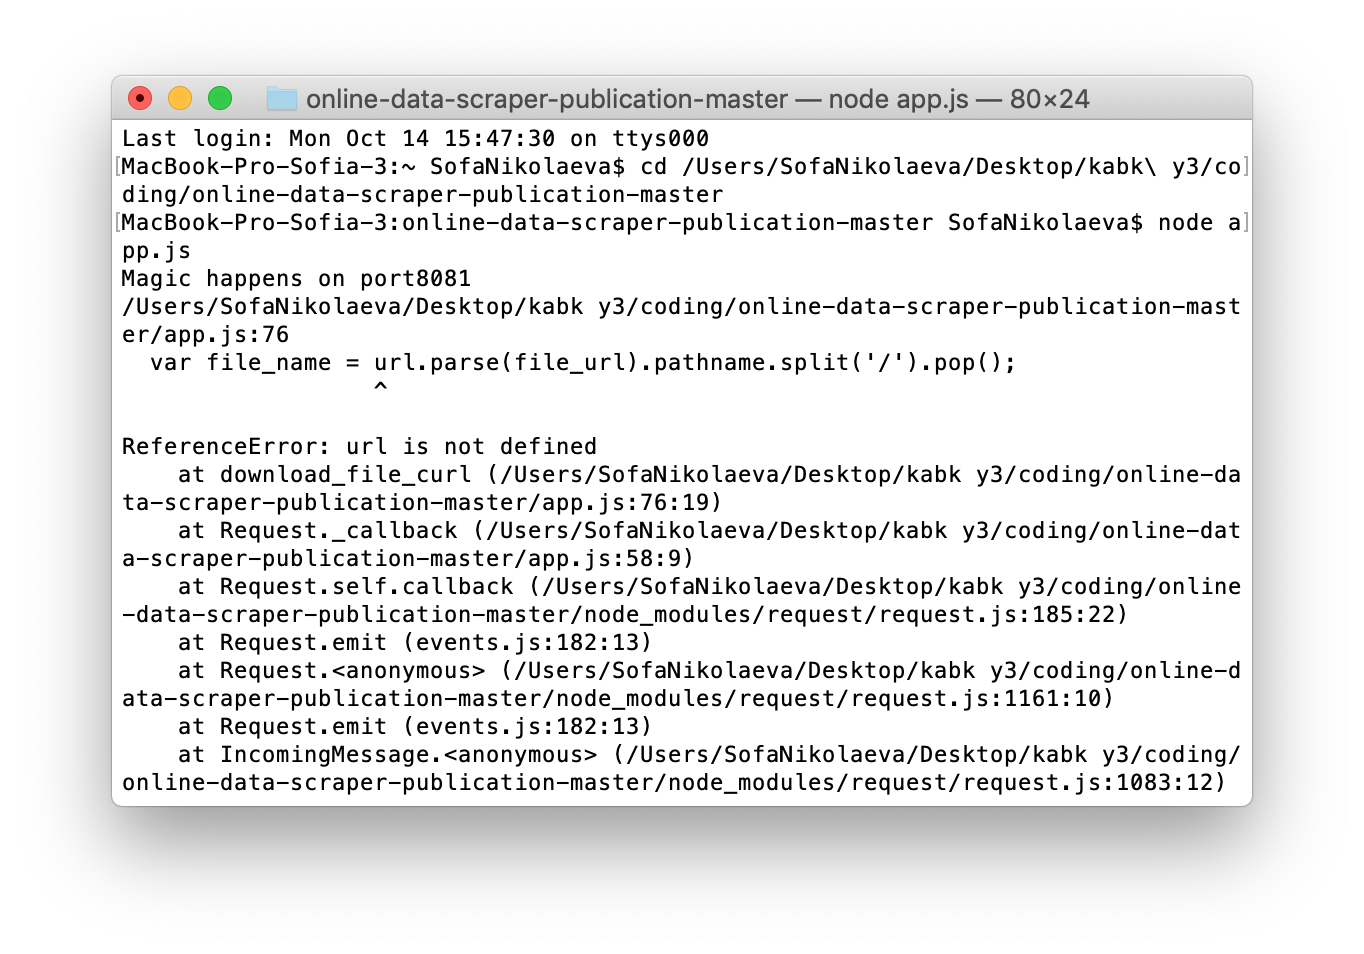 online-data-scraper-publication-master — node app.js — 80×24
Last login: Mon Oct 14 15:47:30 on ttys000
[MacBook-Pro-Sofia-3:~ SofaNikolaeva$ cd /Users/SofaNikolaeva/Desktop/kabk\ y3/co]
ding/online-data-scraper-publication-master
[MacBook-Pro-Sofia-3:online-data-scraper-publication-master SofaNikolaeva$ node a]
pp.js
Magic happens on port8081
/Users/SofaNikolaeva/Desktop/kabk y3/coding/online-data-scraper-publication-mast
er/app.js:76
  var file_name = url.parse(file_url).pathname.split('/').pop();
                  ^
ReferenceError: url is not defined
    at download_file_curl (/Users/SofaNikolaeva/Desktop/kabk y3/coding/online-da
ta-scraper-publication-master/app.js:76:19)
    at Request._callback (/Users/SofaNikolaeva/Desktop/kabk y3/coding/online-dat
a-scraper-publication-master/app.js:58:9)
    at Request.self.callback (/Users/SofaNikolaeva/Desktop/kabk y3/coding/online
-data-scraper-publication-master/node_modules/request/request.js:185:22)
    at Request.emit (events.js:182:13)
    at Request.<anonymous> (/Users/SofaNikolaeva/Desktop/kabk y3/coding/online-d
ata-scraper-publication-master/node_modules/request/request.js:1161:10)
    at Request.emit (events.js:182:13)
    at IncomingMessage.<anonymous> (/Users/SofaNikolaeva/Desktop/kabk y3/coding/
online-data-scraper-publication-master/node_modules/request/request.js:1083:12)